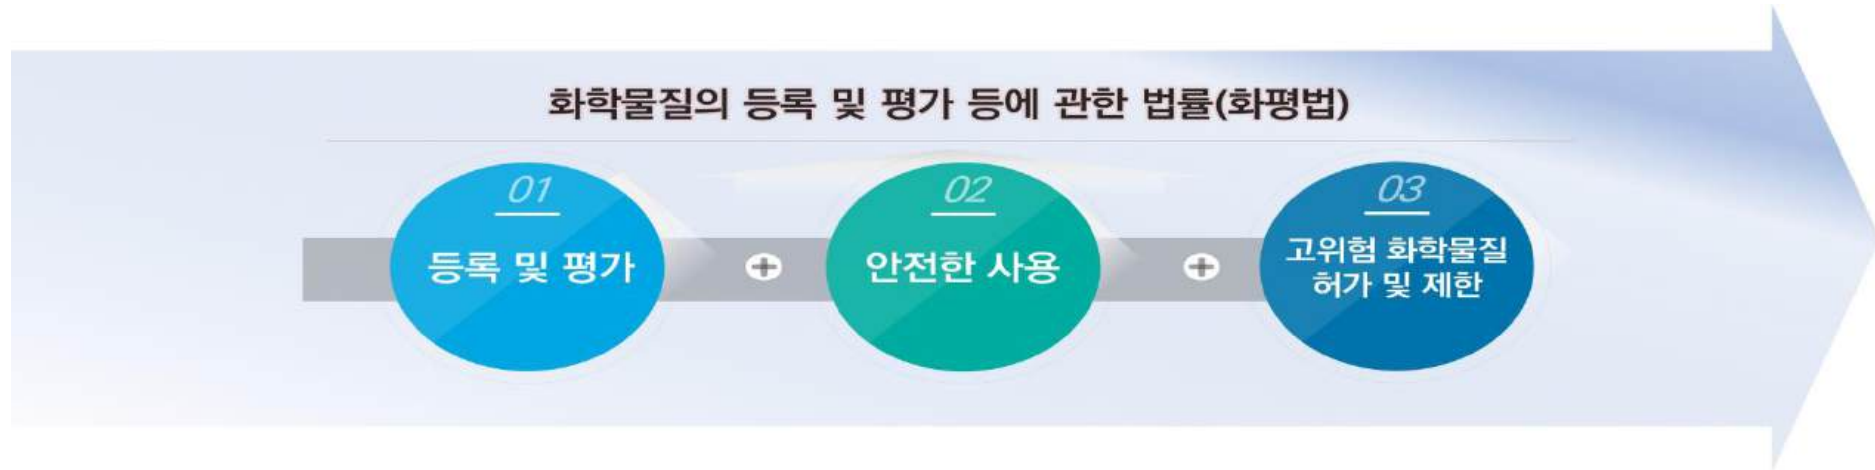 화학물질의 등록 및 평가 등에 관한 법률(화평법)
01
등록 및 평가
02
안전한 사용
03
고위험 화학물질
허가 및 제한